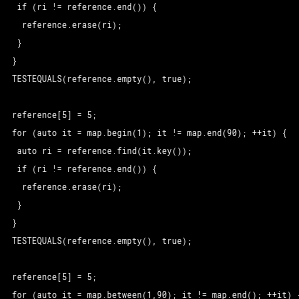 if (ri != reference.end()) {
reference.erase(ri);
}
}
TESTEQUALS(reference.empty(), true);
reference[5] = 5;
for (auto it = map.begin(1); it != map.end(90); ++it) {
auto ri = reference.find(it.key());
if (ri != reference.end()) {
reference.erase(ri);
}
}
TESTEQUALS(reference.empty(), true);
reference[5] = 5;
for (auto it = map.between(1,90); it != map.end(); ++it)